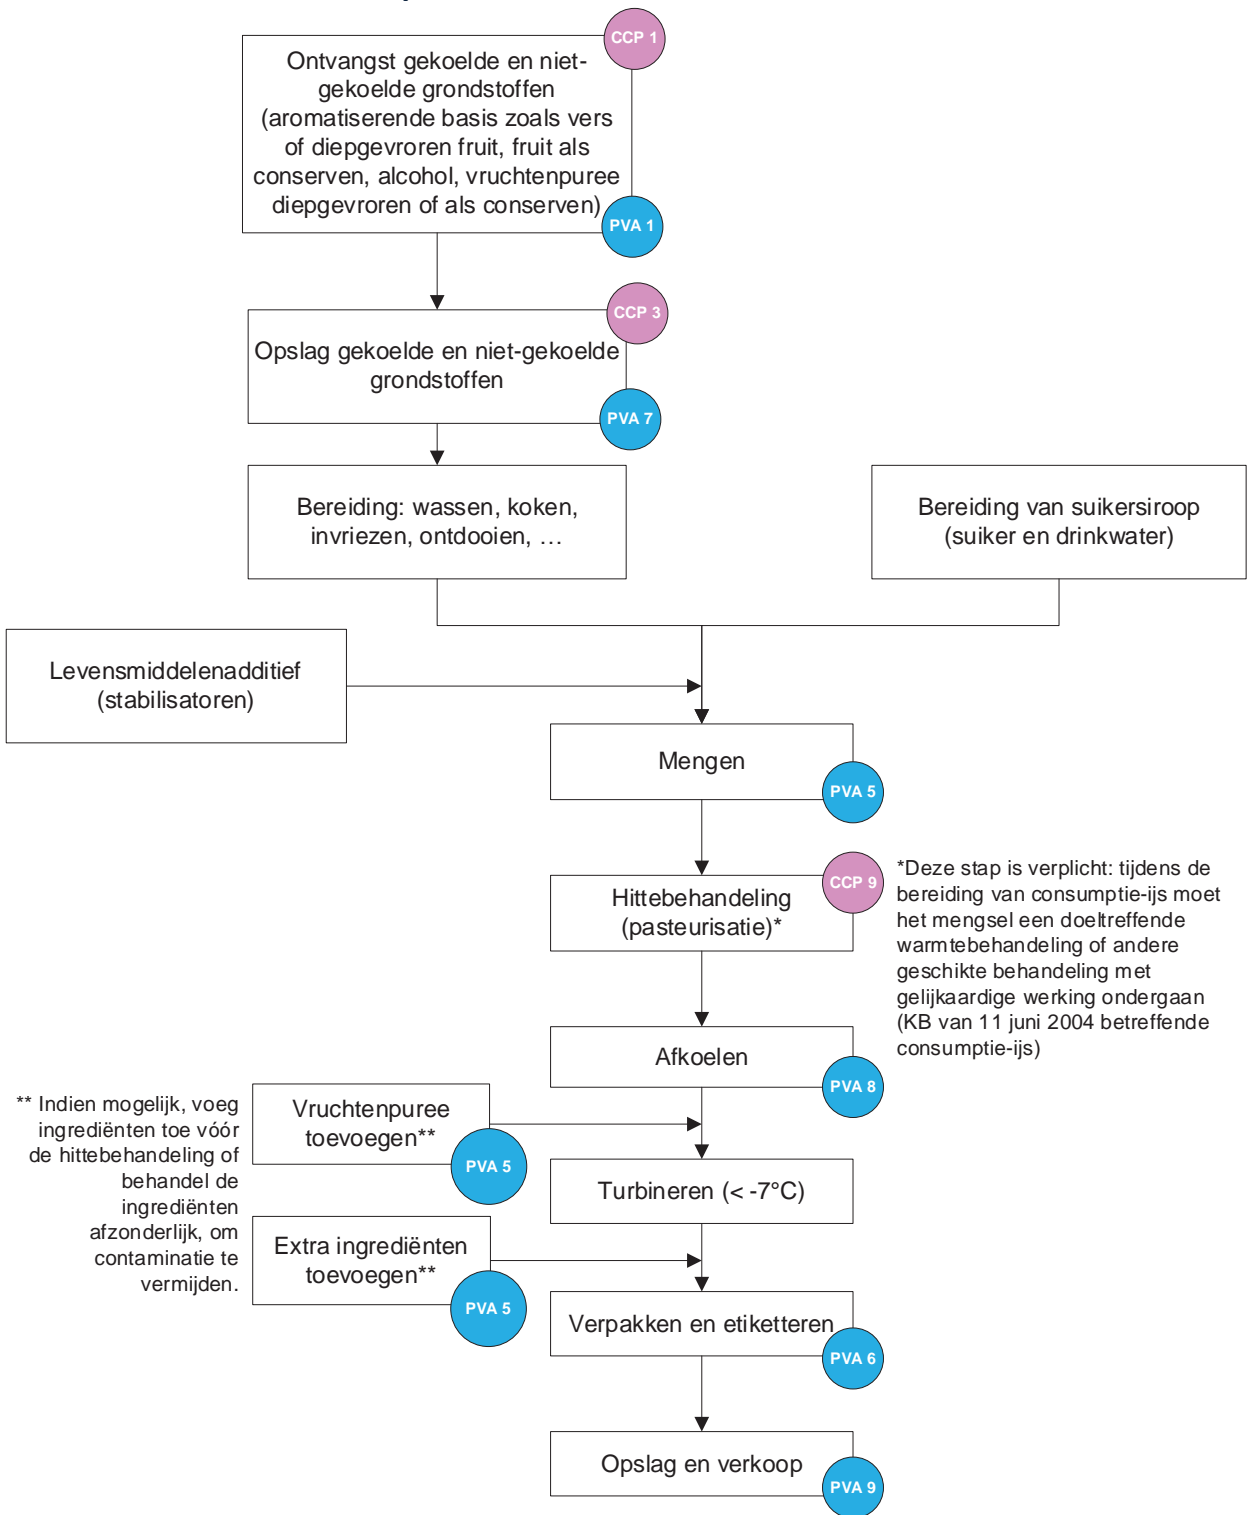 CCP 1
Ontvangst gekoelde en niet-
gekoelde grondstoffen
(aromatiserende basis zoals vers
of diepgevroren fruit, fruit als
conserven, alcohol, vruchtenpuree
diepgevroren of als conserven)
PVA 1
CCP 3
Opslag gekoelde en niet-gekoelde
grondstoffen
PVA 7
Bereiding: wassen, koken,
invriezen, ontdooien, …
Bereiding van suikersiroop
(suiker en drinkwater)
Levensmiddelenadditief
(stabilisatoren)
Mengen
PVA 5
CCP 9
Hittebehandeling
(pasteurisatie)*
*Deze stap is verplicht: tijdens de
bereiding van consumptie-ijs moet
het mengsel een doeltreffende
warmtebehandeling of andere
geschikte behandeling met
gelijkaardige werking ondergaan
(KB van 11 juni 2004 betreffende
consumptie-ijs)
Afkoelen
PVA 8
** Indien mogelijk, voeg
ingrediënten toe vóór
de hittebehandeling of
behandel de
ingrediënten
afzonderlijk, om
contaminatie te
vermijden.
Vruchtenpuree
toevoegen**
PVA 5
Turbineren (< -7°C)
Extra ingrediënten
toevoegen**
PVA 5
Verpakken en etiketteren
PVA 6
Opslag en verkoop
PVA 9